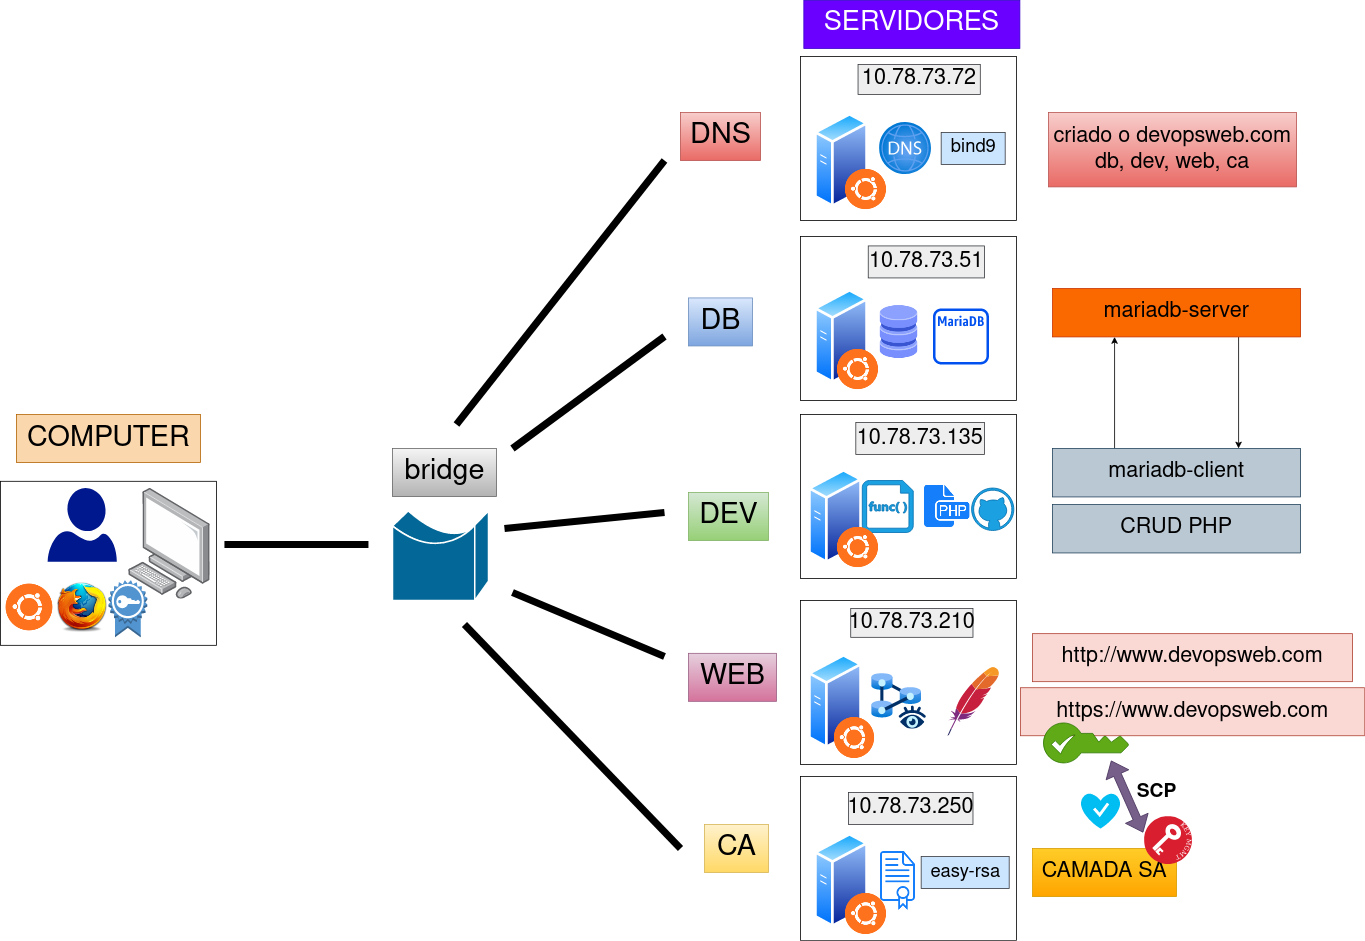 SERVIDORES
10.78.73.72
DNS
DNS
bind9
criado o devopsweb.com
db, dev, web, ca
10.78.73.51
DB
MariaDB
mariadb-server
COMPUTER
bridge
10.78.73.135
DEV
func( )
PHP
mariadb-client
CRUD PHP
10.78.73.210
WEB
http://www.devopsweb.com
https://www.devopsweb.com
SCP
10.78.73.250
CA
easy-rsa
KEY MGMT
CAMADA SA